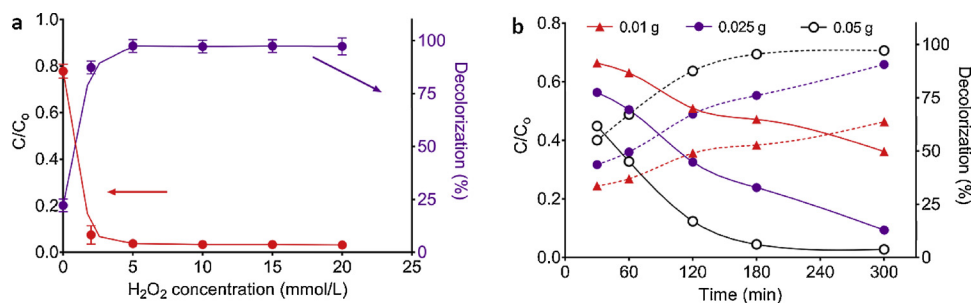 a
1.0
0.8
0.6
0.4
0.2
0.0
C/Co
100
75
50
25
0
Decolorization (%)
0 5 10 15 20 25
H2O2 concentration (mmol/L)
b
0.01 g 0.025 g 0.05 g
0.8
0.6
0.4
0.2
0.0
C/Co
100
75
50
25
0
Decolorization (%)
0 60 120 180 240 300
Time (min)